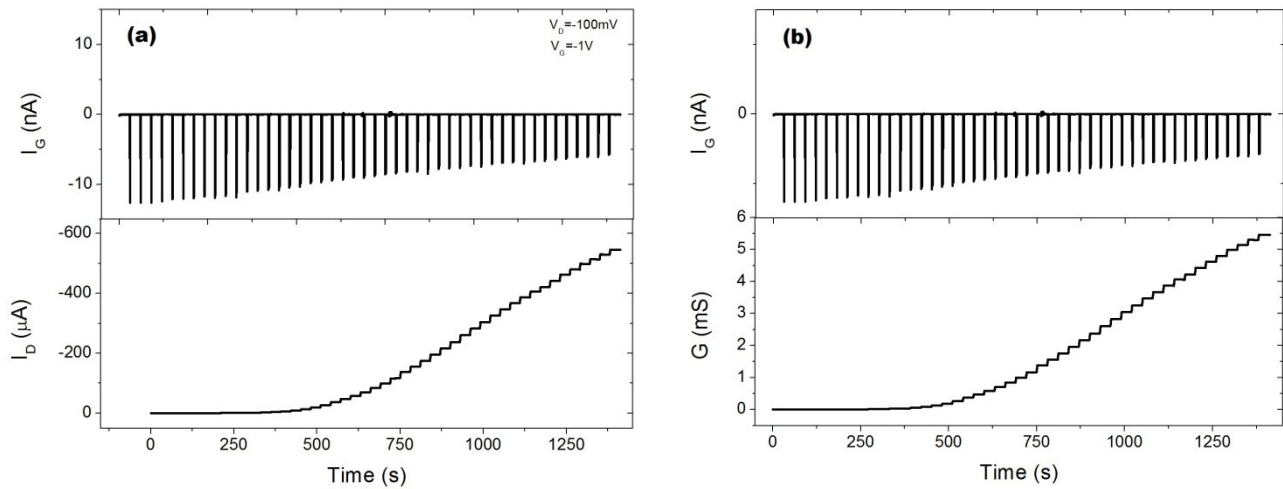 (a)
V_D=-100mV
V_G=-1V
15
10
0
-10
I_G (nA)
-600
-400
-200
0
I_D (μA)
0 250 500 750 1000 1250
Time (s)
(b)
0
I_G (nA)
6
5
4
3
2
1
0
G (mS)
0 250 500 750 1000 1250
Time (s)